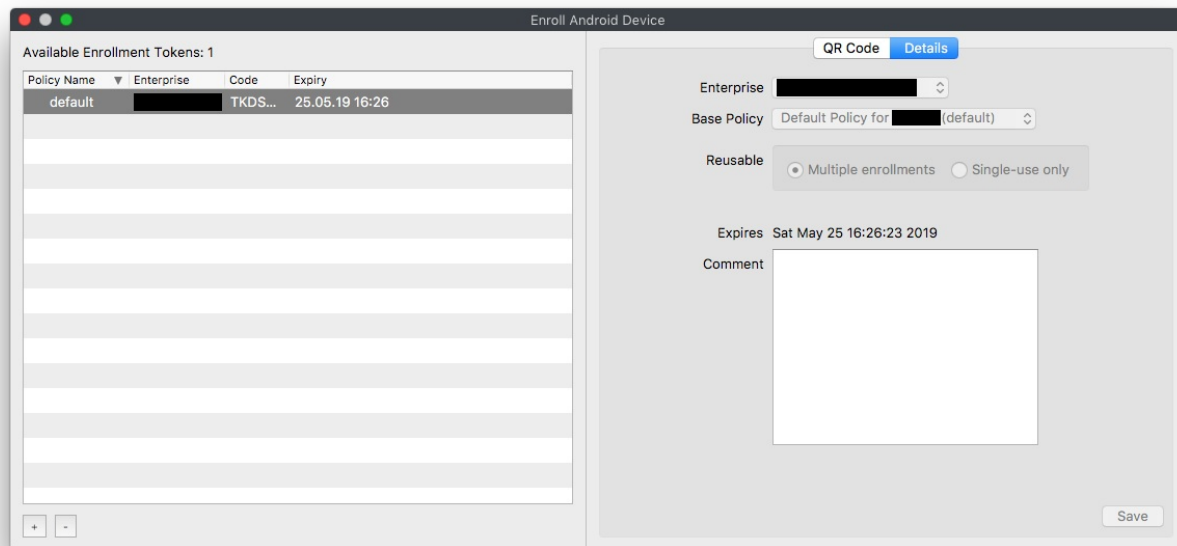 Enroll Android Device
Available Enrollment Tokens: 1
Policy Name ▼ Enterprise Code Expiry
default TKDS... 25.05.19 16:26
+ -
QR Code Details
Enterprise
Base Policy Default Policy for (default)
Reusable Multiple enrollments Single-use only
Expires Sat May 25 16:26:23 2019
Comment
Save